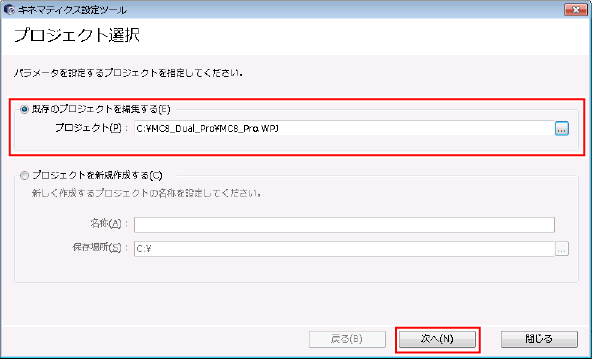 キネマティクス設定ツール
プロジェクト選択
パラメータを設定するプロジェクトを指定してください。
既存のプロジェクトを編集する(E)
プロジェクト(P) : C:¥MC8_Dual_Pro¥MC8_Pro.WPJ ...
プロジェクトを新規作成する(C)
新しく作成するプロジェクトの名称を設定してください。
名称(A) :
保存場所(S) : C:¥ ...
戻る(B) 次へ(N) 閉じる